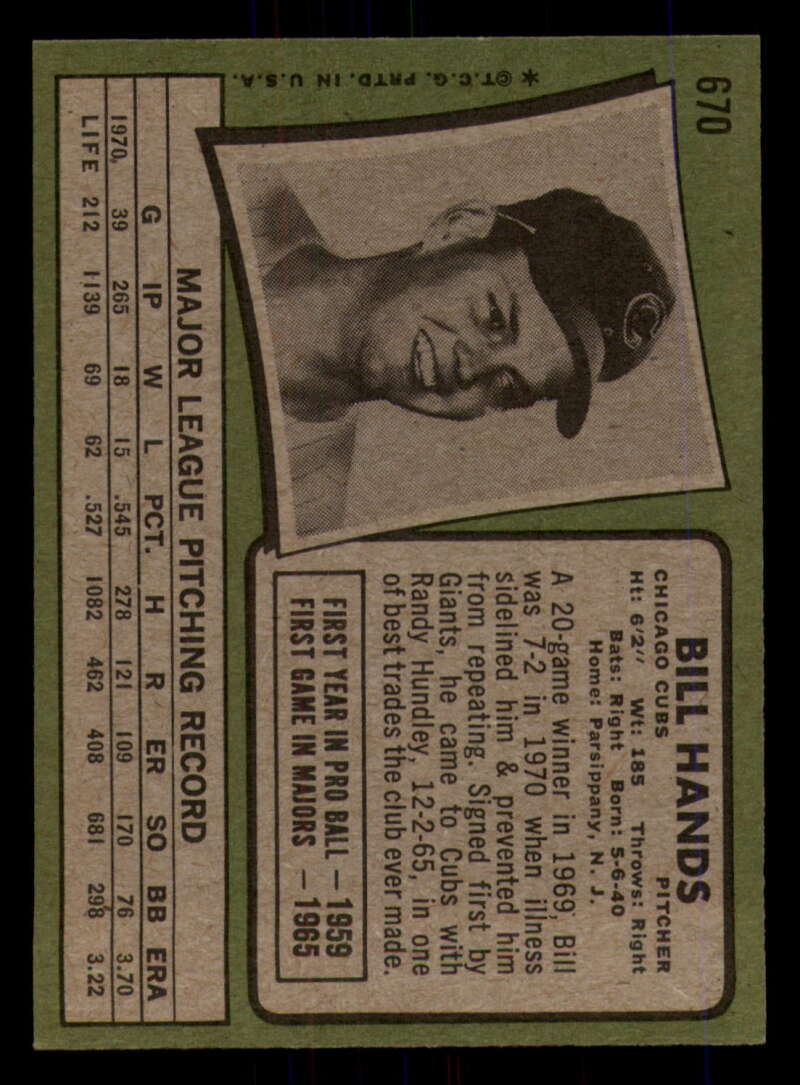 670
* ©T.C.G. PRTD. IN U.S.A.
C
BILL HANDS
CHICAGO CUBS PITCHER
Ht: 6'2" Wt: 185 Throws: Right
Bats: Right Born: 5-6-40
Home: Parsippany, N. J.
A 20-game winner in 1969, Bill
was 7-2 in 1970 when illness
sidelined him & prevented him
from repeating. Signed first by
Giants, he came to Cubs with
Randy Hundley, 12-2-65, in one
of best trades the club ever made.
FIRST YEAR IN PRO BALL — 1959
FIRST GAME IN MAJORS — 1965
MAJOR LEAGUE PITCHING RECORD
G IP W L PCT. H R ER SO BB ERA
1970 39 265 18 15 .545 278 121 109 170 76 3.70
LIFE 212 1139 69 62 .527 1082 462 408 681 298 3.22